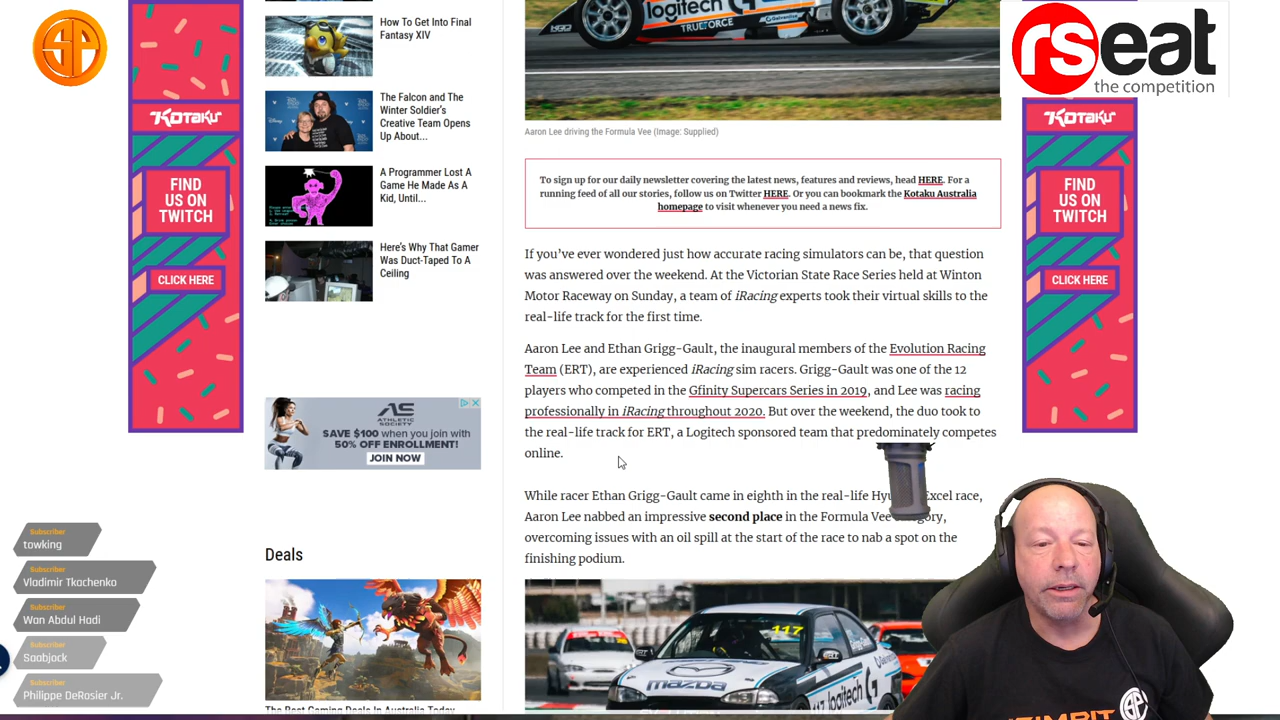 SP
KOTAKU
FIND
US ON
TWITCH
CLICK HERE
How To Get Into Final
Fantasy XIV
The Falcon and The
Winter Soldier's
Creative Team Opens
Up About...
A Programmer Lost A
Game He Made As A
Kid, Until...
Here's Why That Gamer
Was Duct-Taped To A
Ceiling
AS
ATHLETIC
SOCIETY
SAVE $100 when you join with
50% OFF ENROLLMENT!
JOIN NOW
Deals
logitech G
TRUEFORCE
Aaron Lee driving the Formula Vee (Image: Supplied)
To sign up for our daily newsletter covering the latest news, features and reviews, head HERE. For a
running feed of all our stories, follow us on Twitter HERE. Or you can bookmark the Kotaku Australia
homepage to visit whenever you need a news fix.
If you've ever wondered just how accurate racing simulators can be, that question
was answered over the weekend. At the Victorian State Race Series held at Winton
Motor Raceway on Sunday, a team of iRacing experts took their virtual skills to the
real-life track for the first time.
Aaron Lee and Ethan Grigg-Gault, the inaugural members of the Evolution Racing
Team (ERT), are experienced iRacing sim racers. Grigg-Gault was one of the 12
players who competed in the Gfinity Supercars Series in 2019, and Lee was racing
professionally in iRacing throughout 2020. But over the weekend, the duo took to
the real-life track for ERT, a Logitech sponsored team that predominately competes
online.
While racer Ethan Grigg-Gault came in eighth in the real-life Hyu Excel race,
Aaron Lee nabbed an impressive second place in the Formula Vee
overcoming issues with an oil spill at the start of the race to nab a spot on the
finishing podium.
117
mazda
logitech G
rseat
the competition
KOTAKU
FIND
US ON
TWITCH
CLICK HERE
Subscriber
towking
Subscriber
Vladimir Tkachenko
Subscriber
Wan Abdul Hadi
Subscriber
Saabjock
Subscriber
Philippe DeRosier Jr.